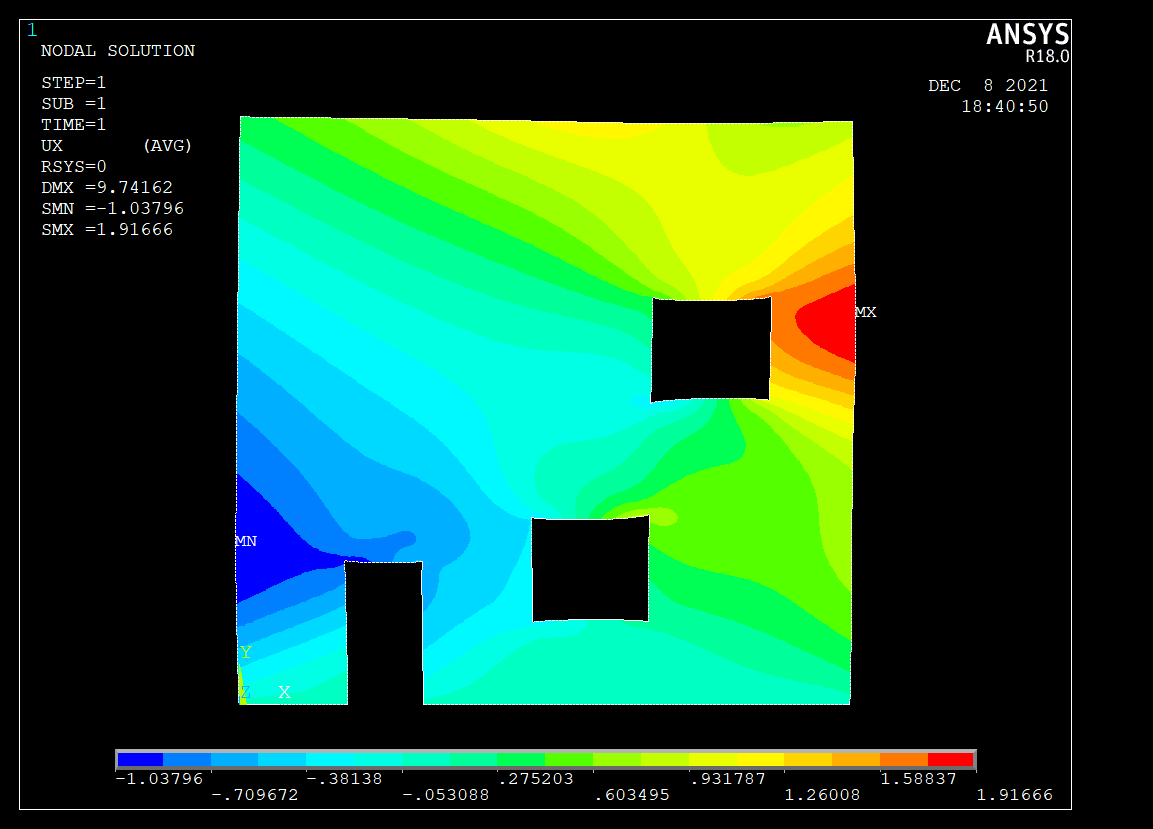 1
ANSYS
R18.0
NODAL SOLUTION
DEC  8 2021
18:40:50
STEP=1
SUB =1
TIME=1
UX       (AVG)
RSYS=0
DMX =9.74162
SMN =-1.03796
SMX =1.91666
MX
MN
Y
Z X
-1.03796 -.38138 .275203 .931787 1.58837
-.709672 -.053088 .603495 1.26008 1.91666